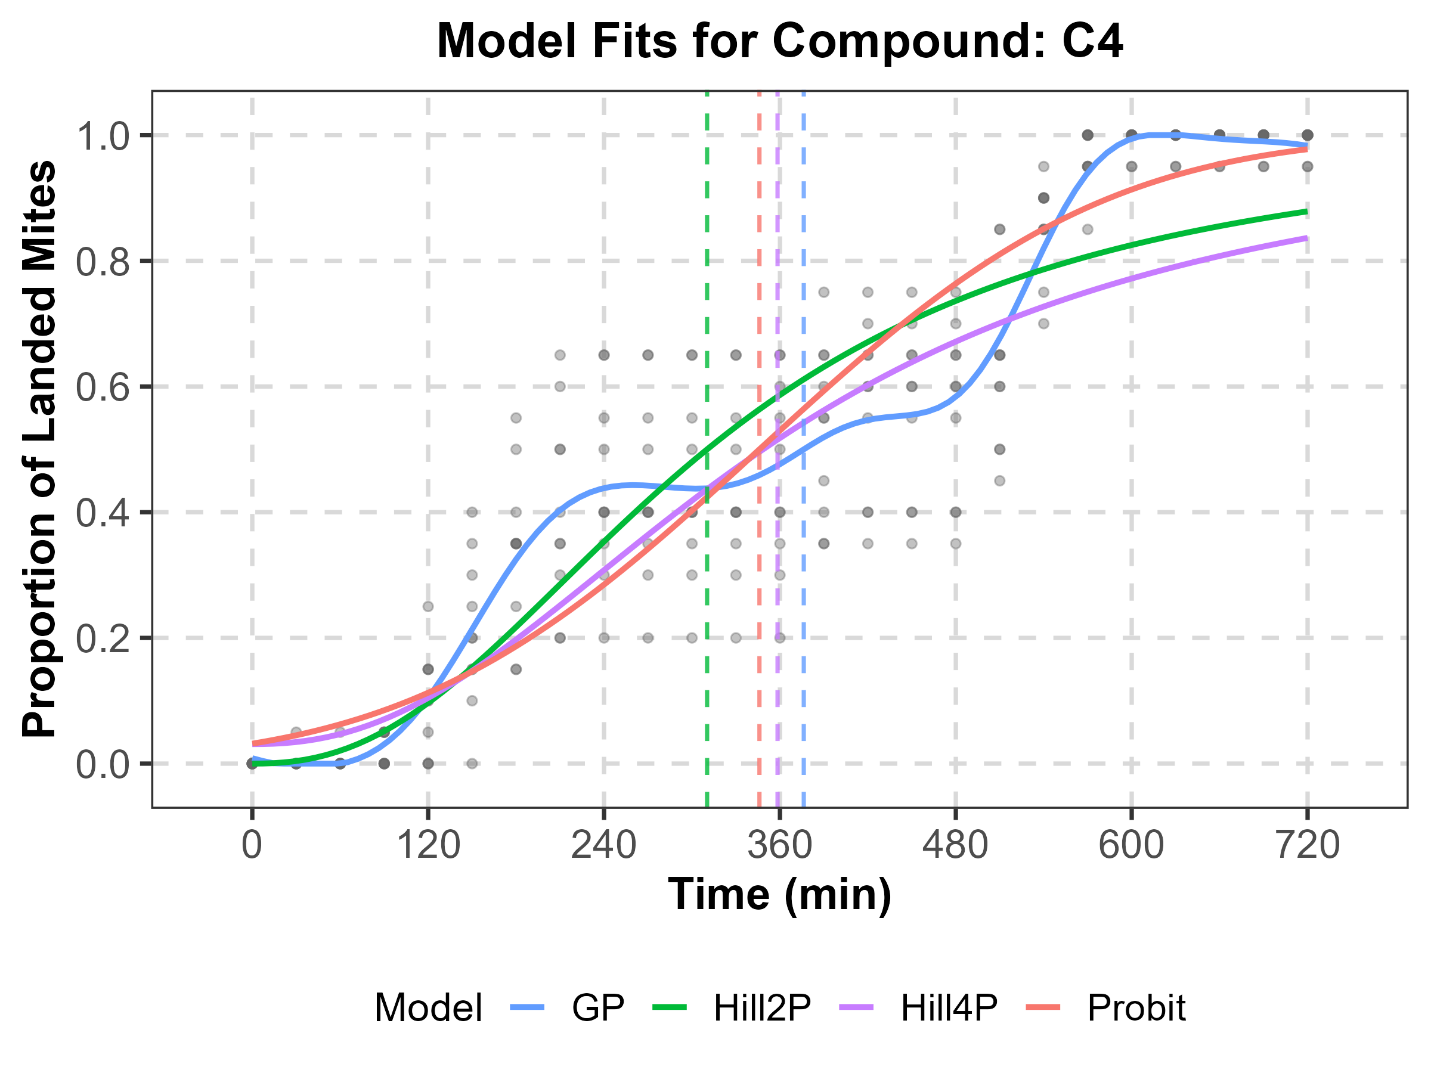 Model Fits for Compound: C4
Proportion of Landed Mites
1.0
0.8
0.6
0.4
0.2
0.0
0 120 240 360 480 600 720
Time (min)
Model GP Hill2P Hill4P Probit